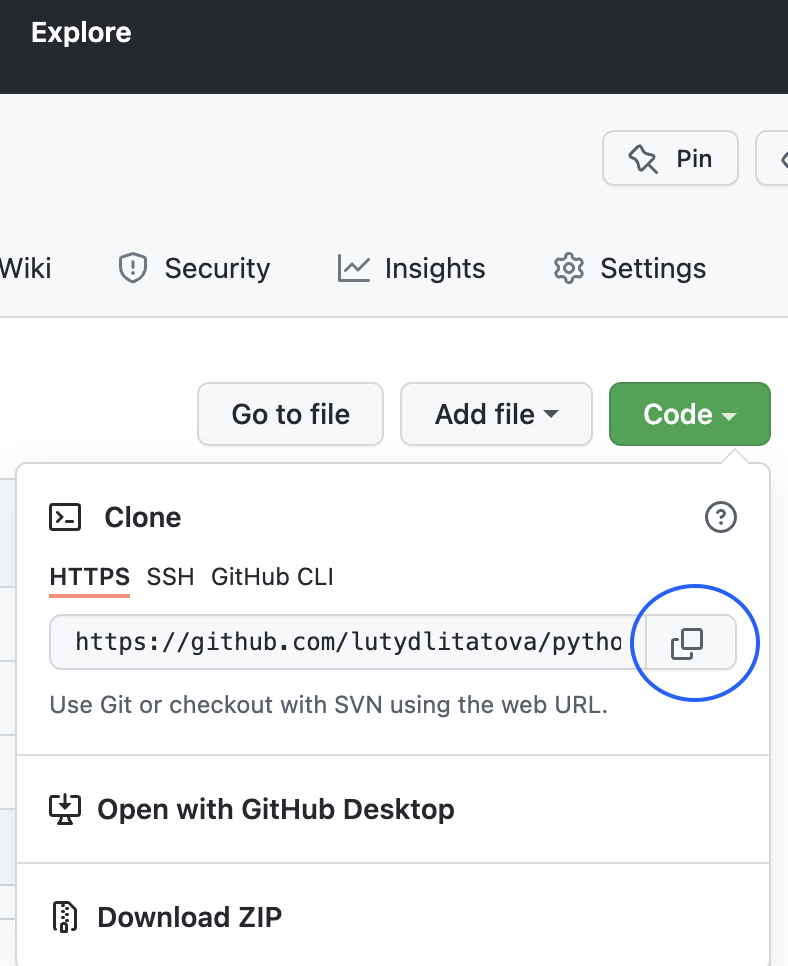 Explore
Pin
Wiki Security Insights Settings
Go to file Add file Code
Clone
HTTPS SSH GitHub CLI
https://github.com/lutydlitatova/pytho
Use Git or checkout with SVN using the web URL.
Open with GitHub Desktop
Download ZIP